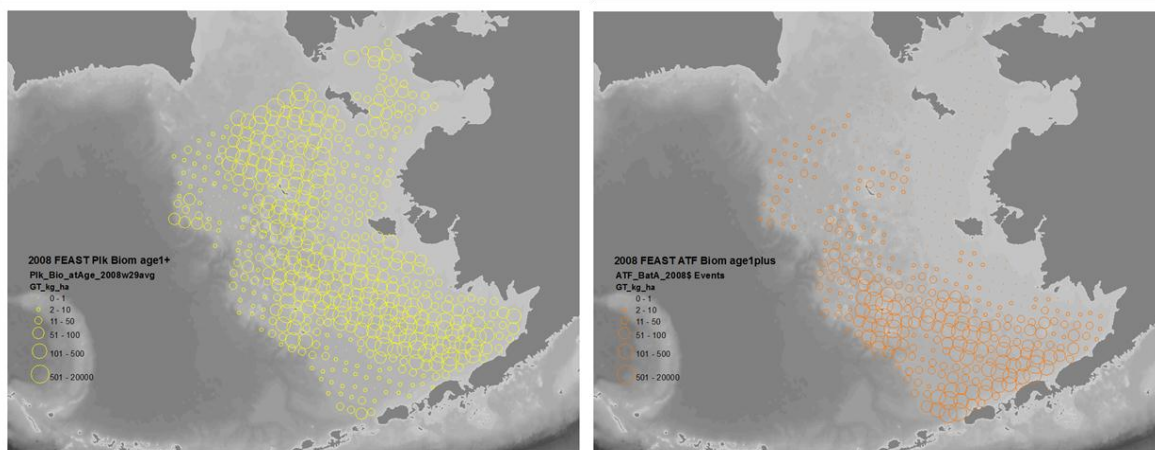 2008 FEAST Plk Biom age1+
Plk_Bio_atAge_2008w29avg
GT_kg_ha
0 - 1
2 - 10
11 - 50
51 - 100
101 - 500
501 - 20000
2008 FEAST ATF Biom age1plus
ATF_BatA_2008$ Events
GT_kg_ha
0 - 1
2 - 10
11 - 50
51 - 100
101 - 500
501 - 20000